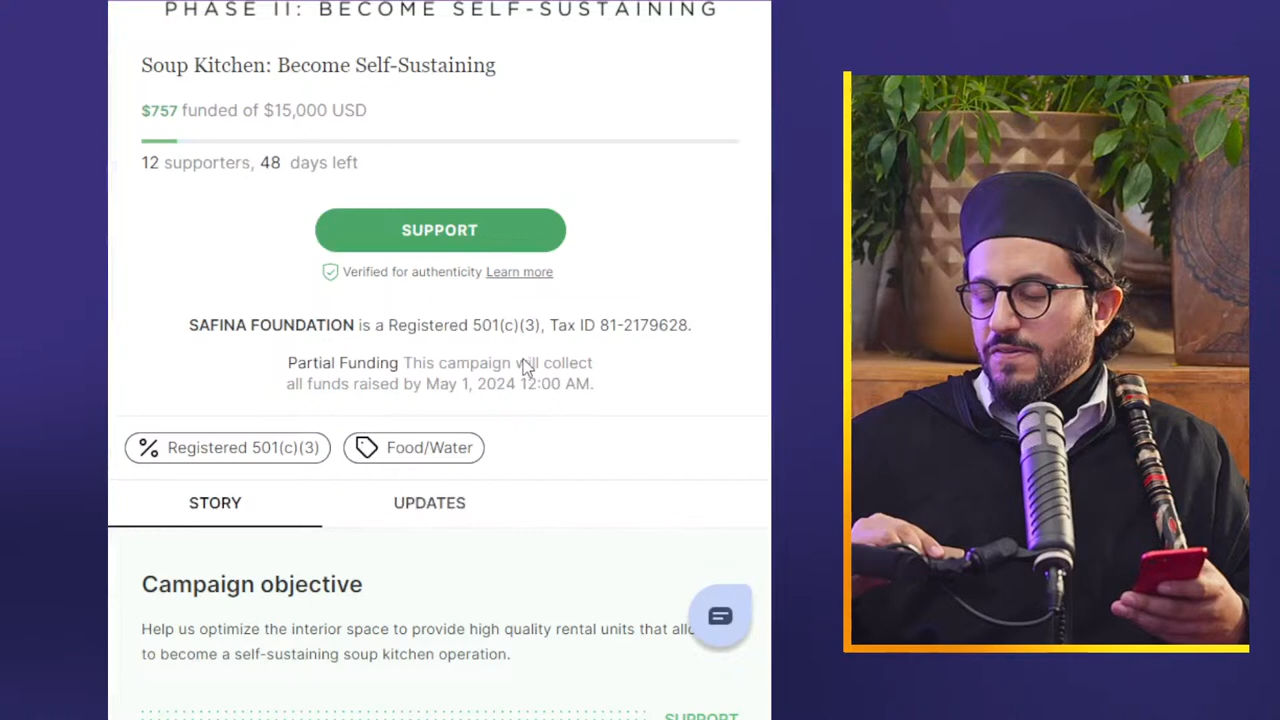 PHASE II: BECOME SELF-SUSTAINING
Soup Kitchen: Become Self-Sustaining
$757 funded of $15,000 USD
12 supporters, 48 days left
SUPPORT
Verified for authenticity Learn more
SAFINA FOUNDATION is a Registered 501(c)(3), Tax ID 81-2179628.
Partial Funding This campaign will collect
all funds raised by May 1, 2024 12:00 AM.
Registered 501(c)(3)
Food/Water
STORY
UPDATES
Campaign objective
Help us optimize the interior space to provide high quality rental units that
to become a self-sustaining soup kitchen operation.
SUPPORT